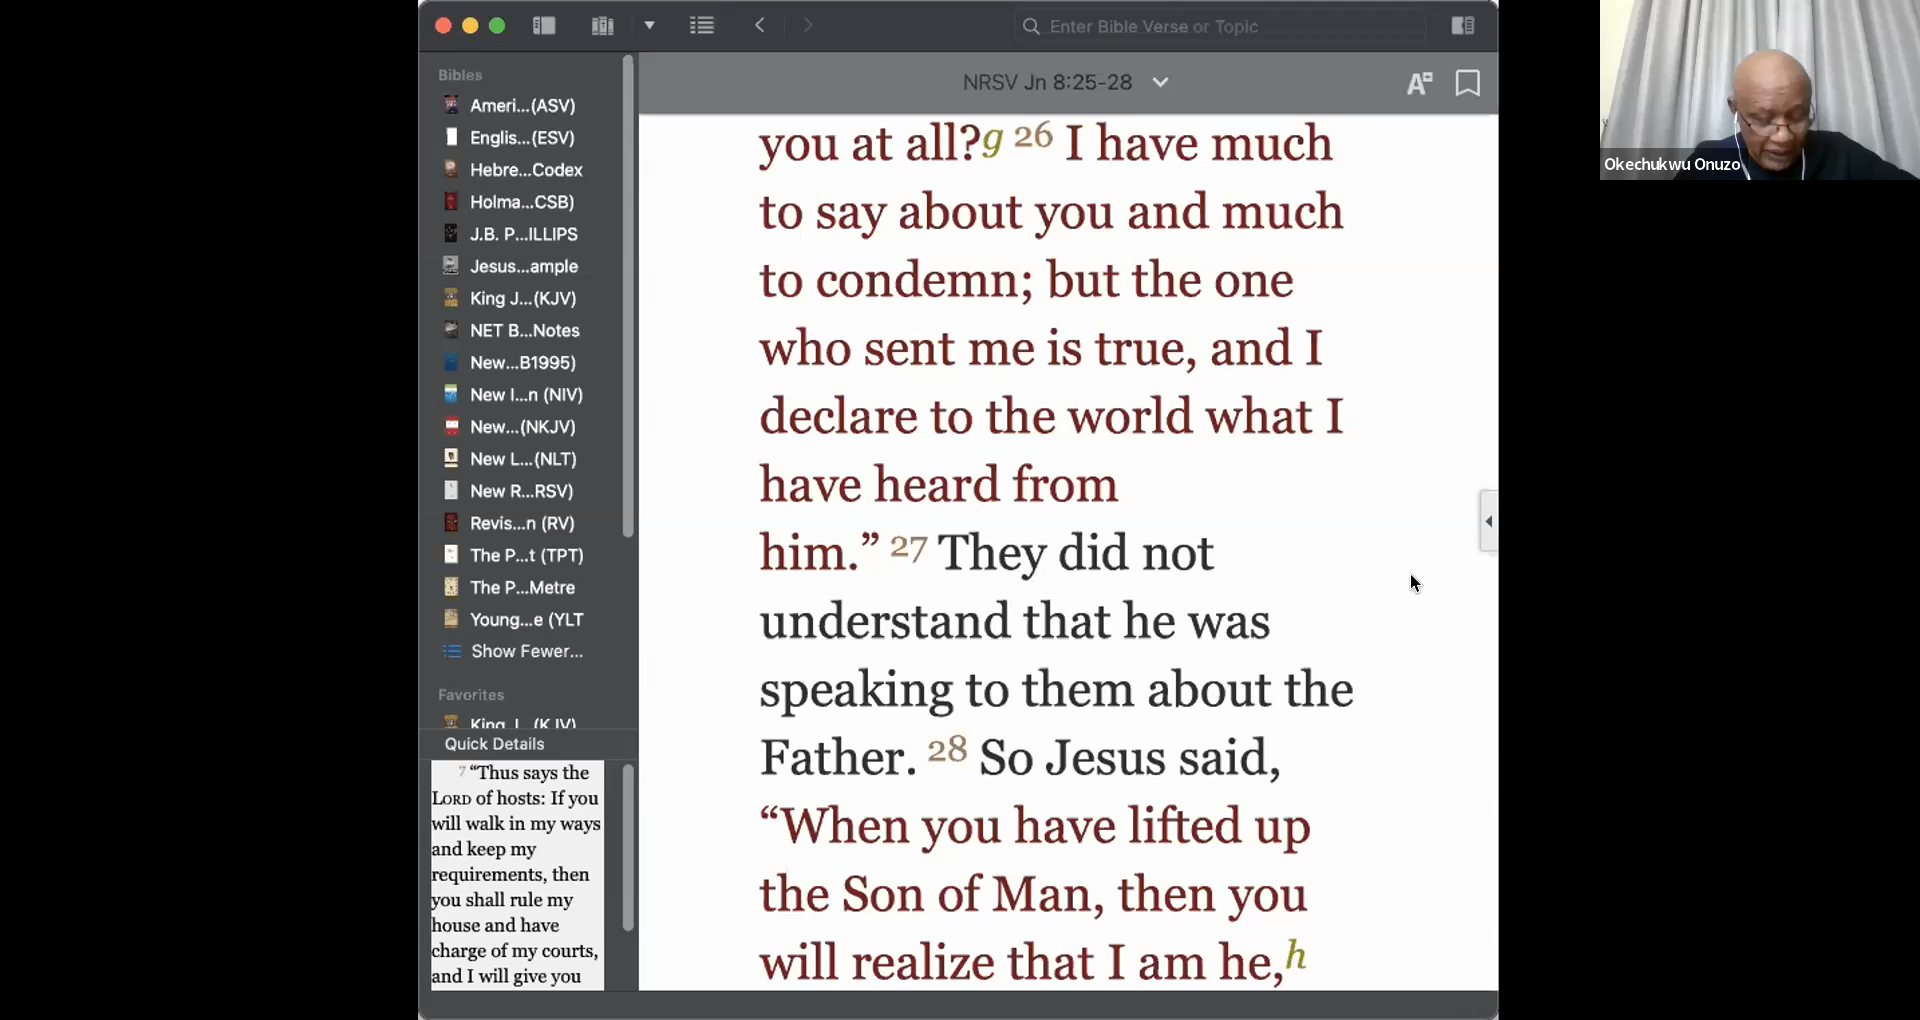 Enter Bible Verse or Topic
Bibles
Ameri...(ASV)
Englis...(ESV)
Hebre...Codex
Holma...CSB)
J.B. P...ILLIPS
Jesus...ample
King J...(KJV)
NET B...Notes
New...B1995)
New I...n (NIV)
New...(NKJV)
New L...(NLT)
New R...RSV)
Revis...n (RV)
The P...t (TPT)
The P...Metre
Young...e (YLT
Show Fewer...
Favorites
King J...(KJV)
Quick Details
7 “Thus says the
LORD of hosts: If you
will walk in my ways
and keep my
requirements, then
you shall rule my
house and have
charge of my courts,
and I will give you
NRSV Jn 8:25-28
A
you at all?g 26 I have much
to say about you and much
to condemn; but the one
who sent me is true, and I
declare to the world what I
have heard from
him.” 27 They did not
understand that he was
speaking to them about the
Father. 28 So Jesus said,
“When you have lifted up
the Son of Man, then you
will realize that I am he,h
Okechukwu Onuzo